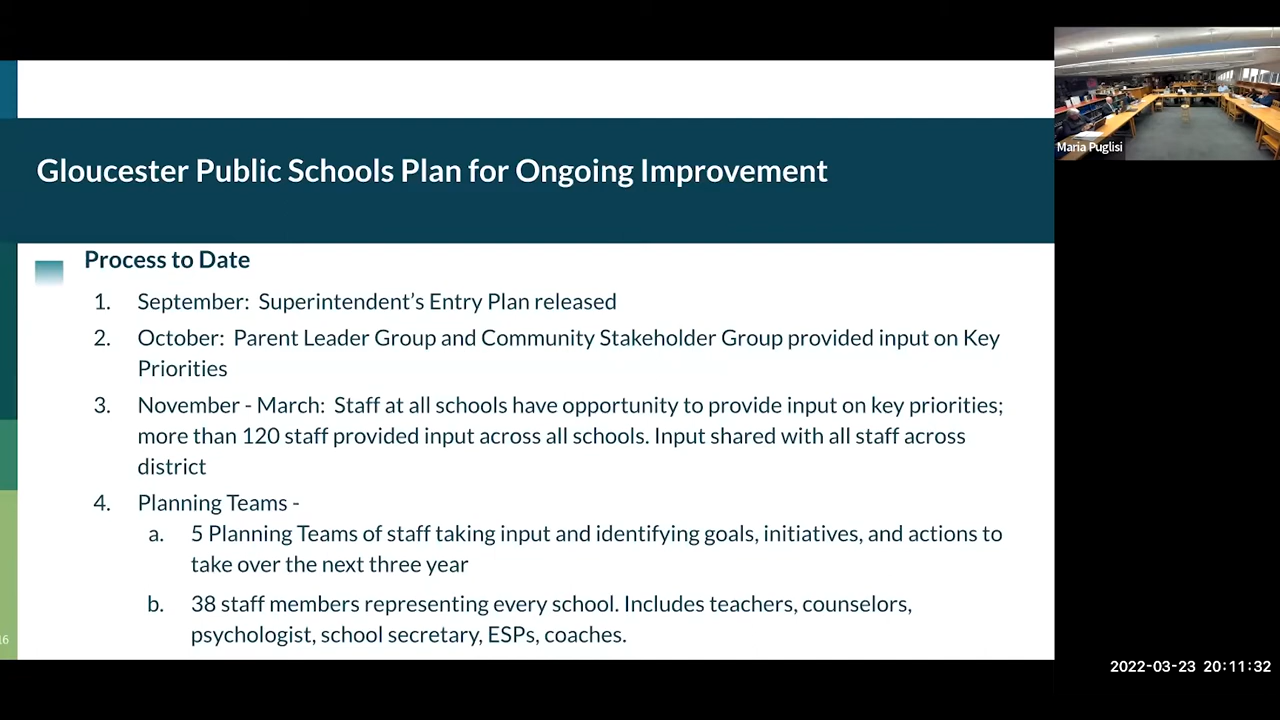 Gloucester Public Schools Plan for Ongoing Improvement
Maria Puglisi
Process to Date
1. September: Superintendent's Entry Plan released
2. October: Parent Leader Group and Community Stakeholder Group provided input on Key
Priorities
3. November - March: Staff at all schools have opportunity to provide input on key priorities;
more than 120 staff provided input across all schools. Input shared with all staff across
district
4. Planning Teams -
a. 5 Planning Teams of staff taking input and identifying goals, initiatives, and actions to
take over the next three year
b. 38 staff members representing every school. Includes teachers, counselors,
psychologist, school secretary, ESPs, coaches.
16
2022-03-23 20:11:32